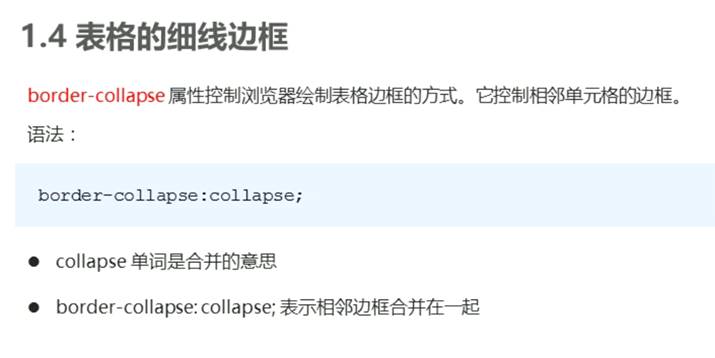 1.4 表格的细线边框
border-collapse 属性控制浏览器绘制表格边框的方式。它控制相邻单元格的边框。
语法：
border-collapse:collapse;
● collapse 单词是合并的意思
● border-collapse: collapse; 表示相邻边框合并在一起